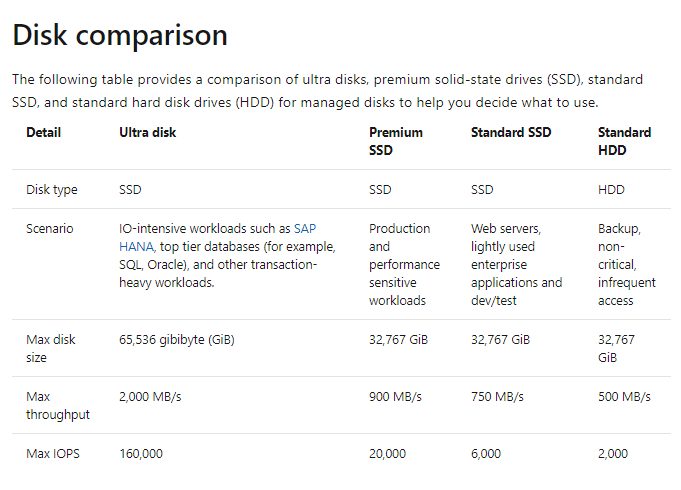 Disk comparison
The following table provides a comparison of ultra disks, premium solid-state drives (SSD), standard
SSD, and standard hard disk drives (HDD) for managed disks to help you decide what to use.
Detail Ultra disk Premium SSD Standard SSD Standard HDD
Disk type SSD SSD SSD HDD
Scenario IO-intensive workloads such as SAP HANA, top tier databases (for example, SQL, Oracle), and other transaction-heavy workloads. Production and performance sensitive workloads Web servers, lightly used enterprise applications and dev/test Backup, non-critical, infrequent access
Max disk size 65,536 gibibyte (GiB) 32,767 GiB 32,767 GiB 32,767 GiB
Max throughput 2,000 MB/s 900 MB/s 750 MB/s 500 MB/s
Max IOPS 160,000 20,000 6,000 2,000